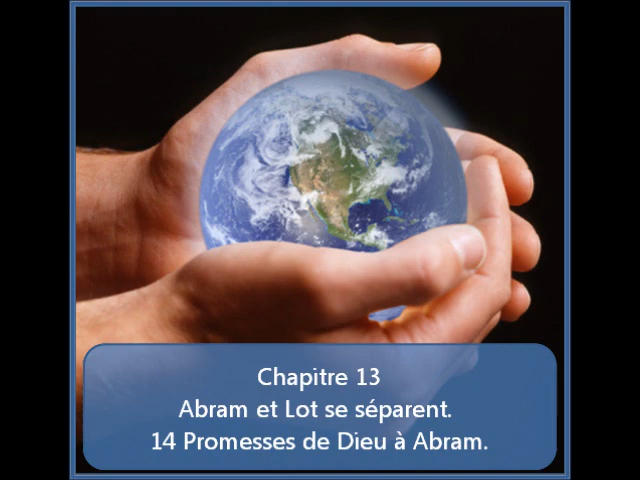 Chapitre 13
Abram et Lot se séparent.
14 Promesses de Dieu à Abram.